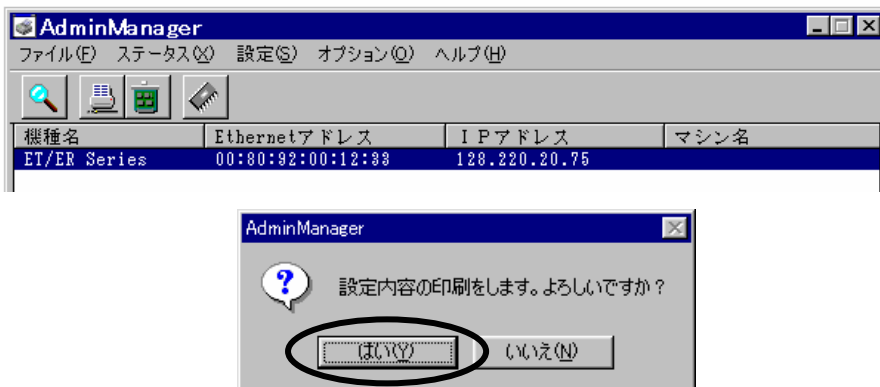 AdminManager
ファイル(F) ステータス(X) 設定(S) オプション(O) ヘルプ(H)
機種名 Ethernetアドレス IPアドレス マシン名
ET/ER Series 00:80:92:00:12:33 128.220.20.75
AdminManager
設定内容の印刷をします。よろしいですか?
はい(Y) いいえ(N)